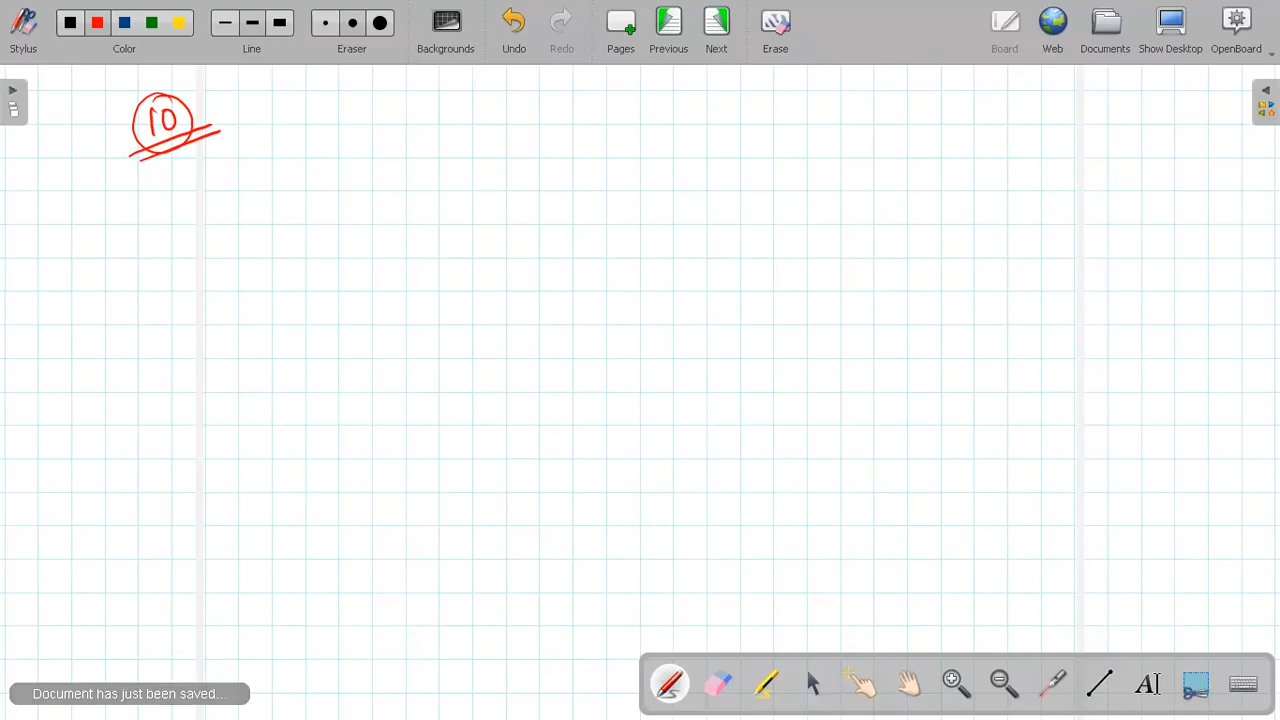 Stylus Color Line Eraser Backgrounds Undo Redo Pages Previous Next Erase Board Web Documents Show Desktop OpenBoard
10
Document has just been saved...
A